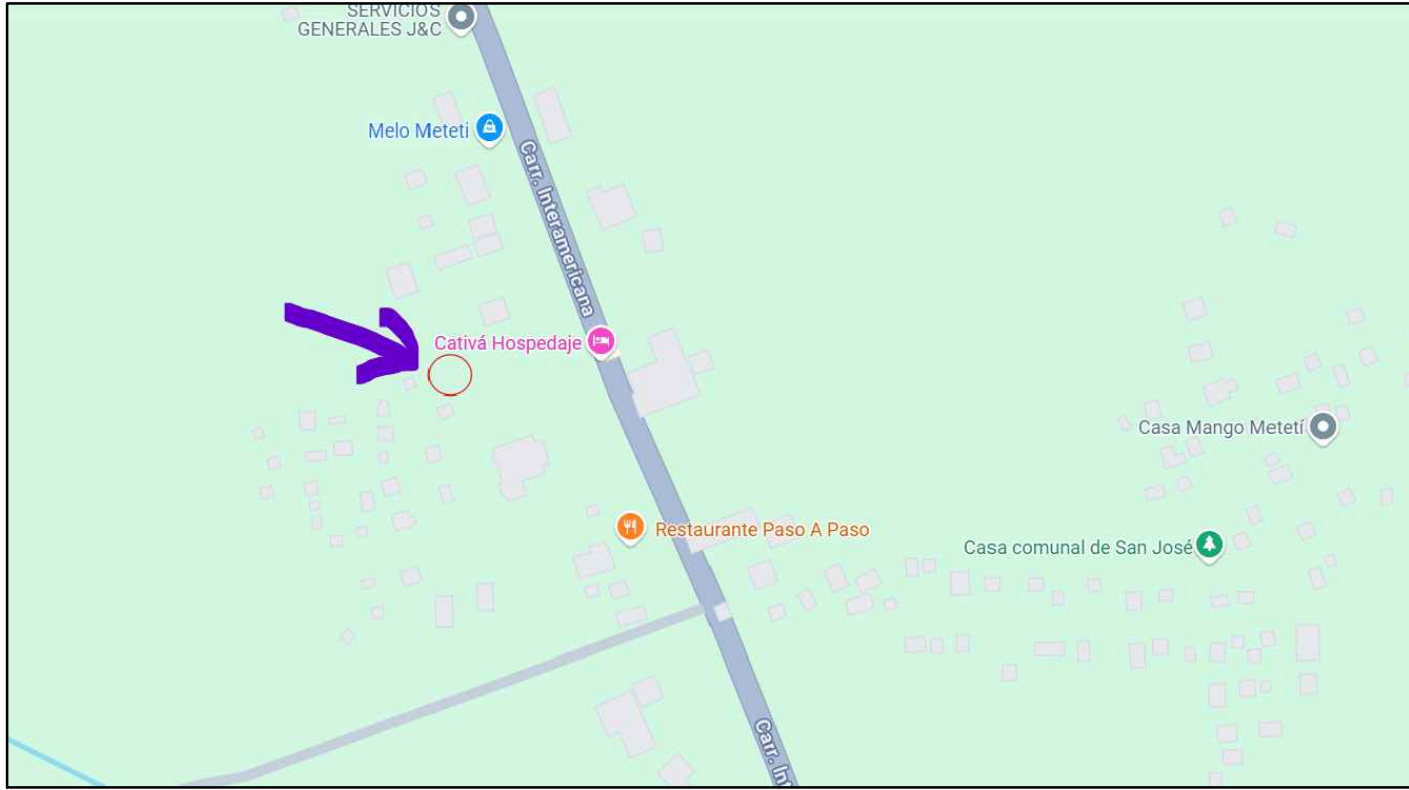 SERVICIOS
GENERALES J&C
Melo Meteti
Carr. Interamericana
Cativá Hospedaje
Casa Mango Metetí
Restaurante Paso A Paso
Casa comunal de San José
Carr. Int